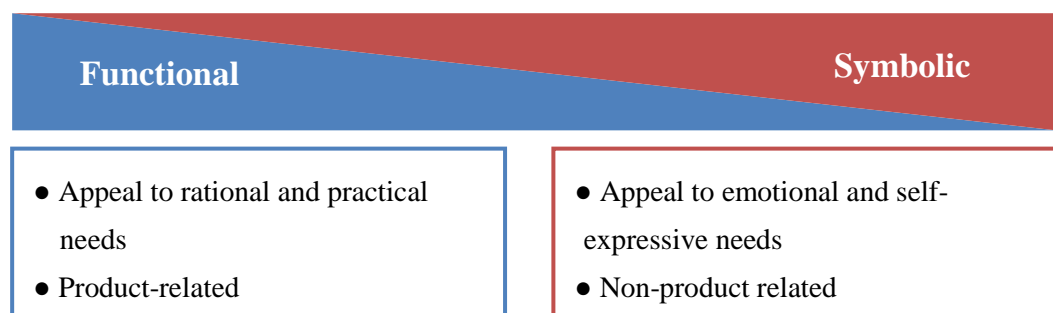 Functional
Symbolic
● Appeal to rational and practical
needs
● Product-related
● Appeal to emotional and self-
expressive needs
● Non-product related